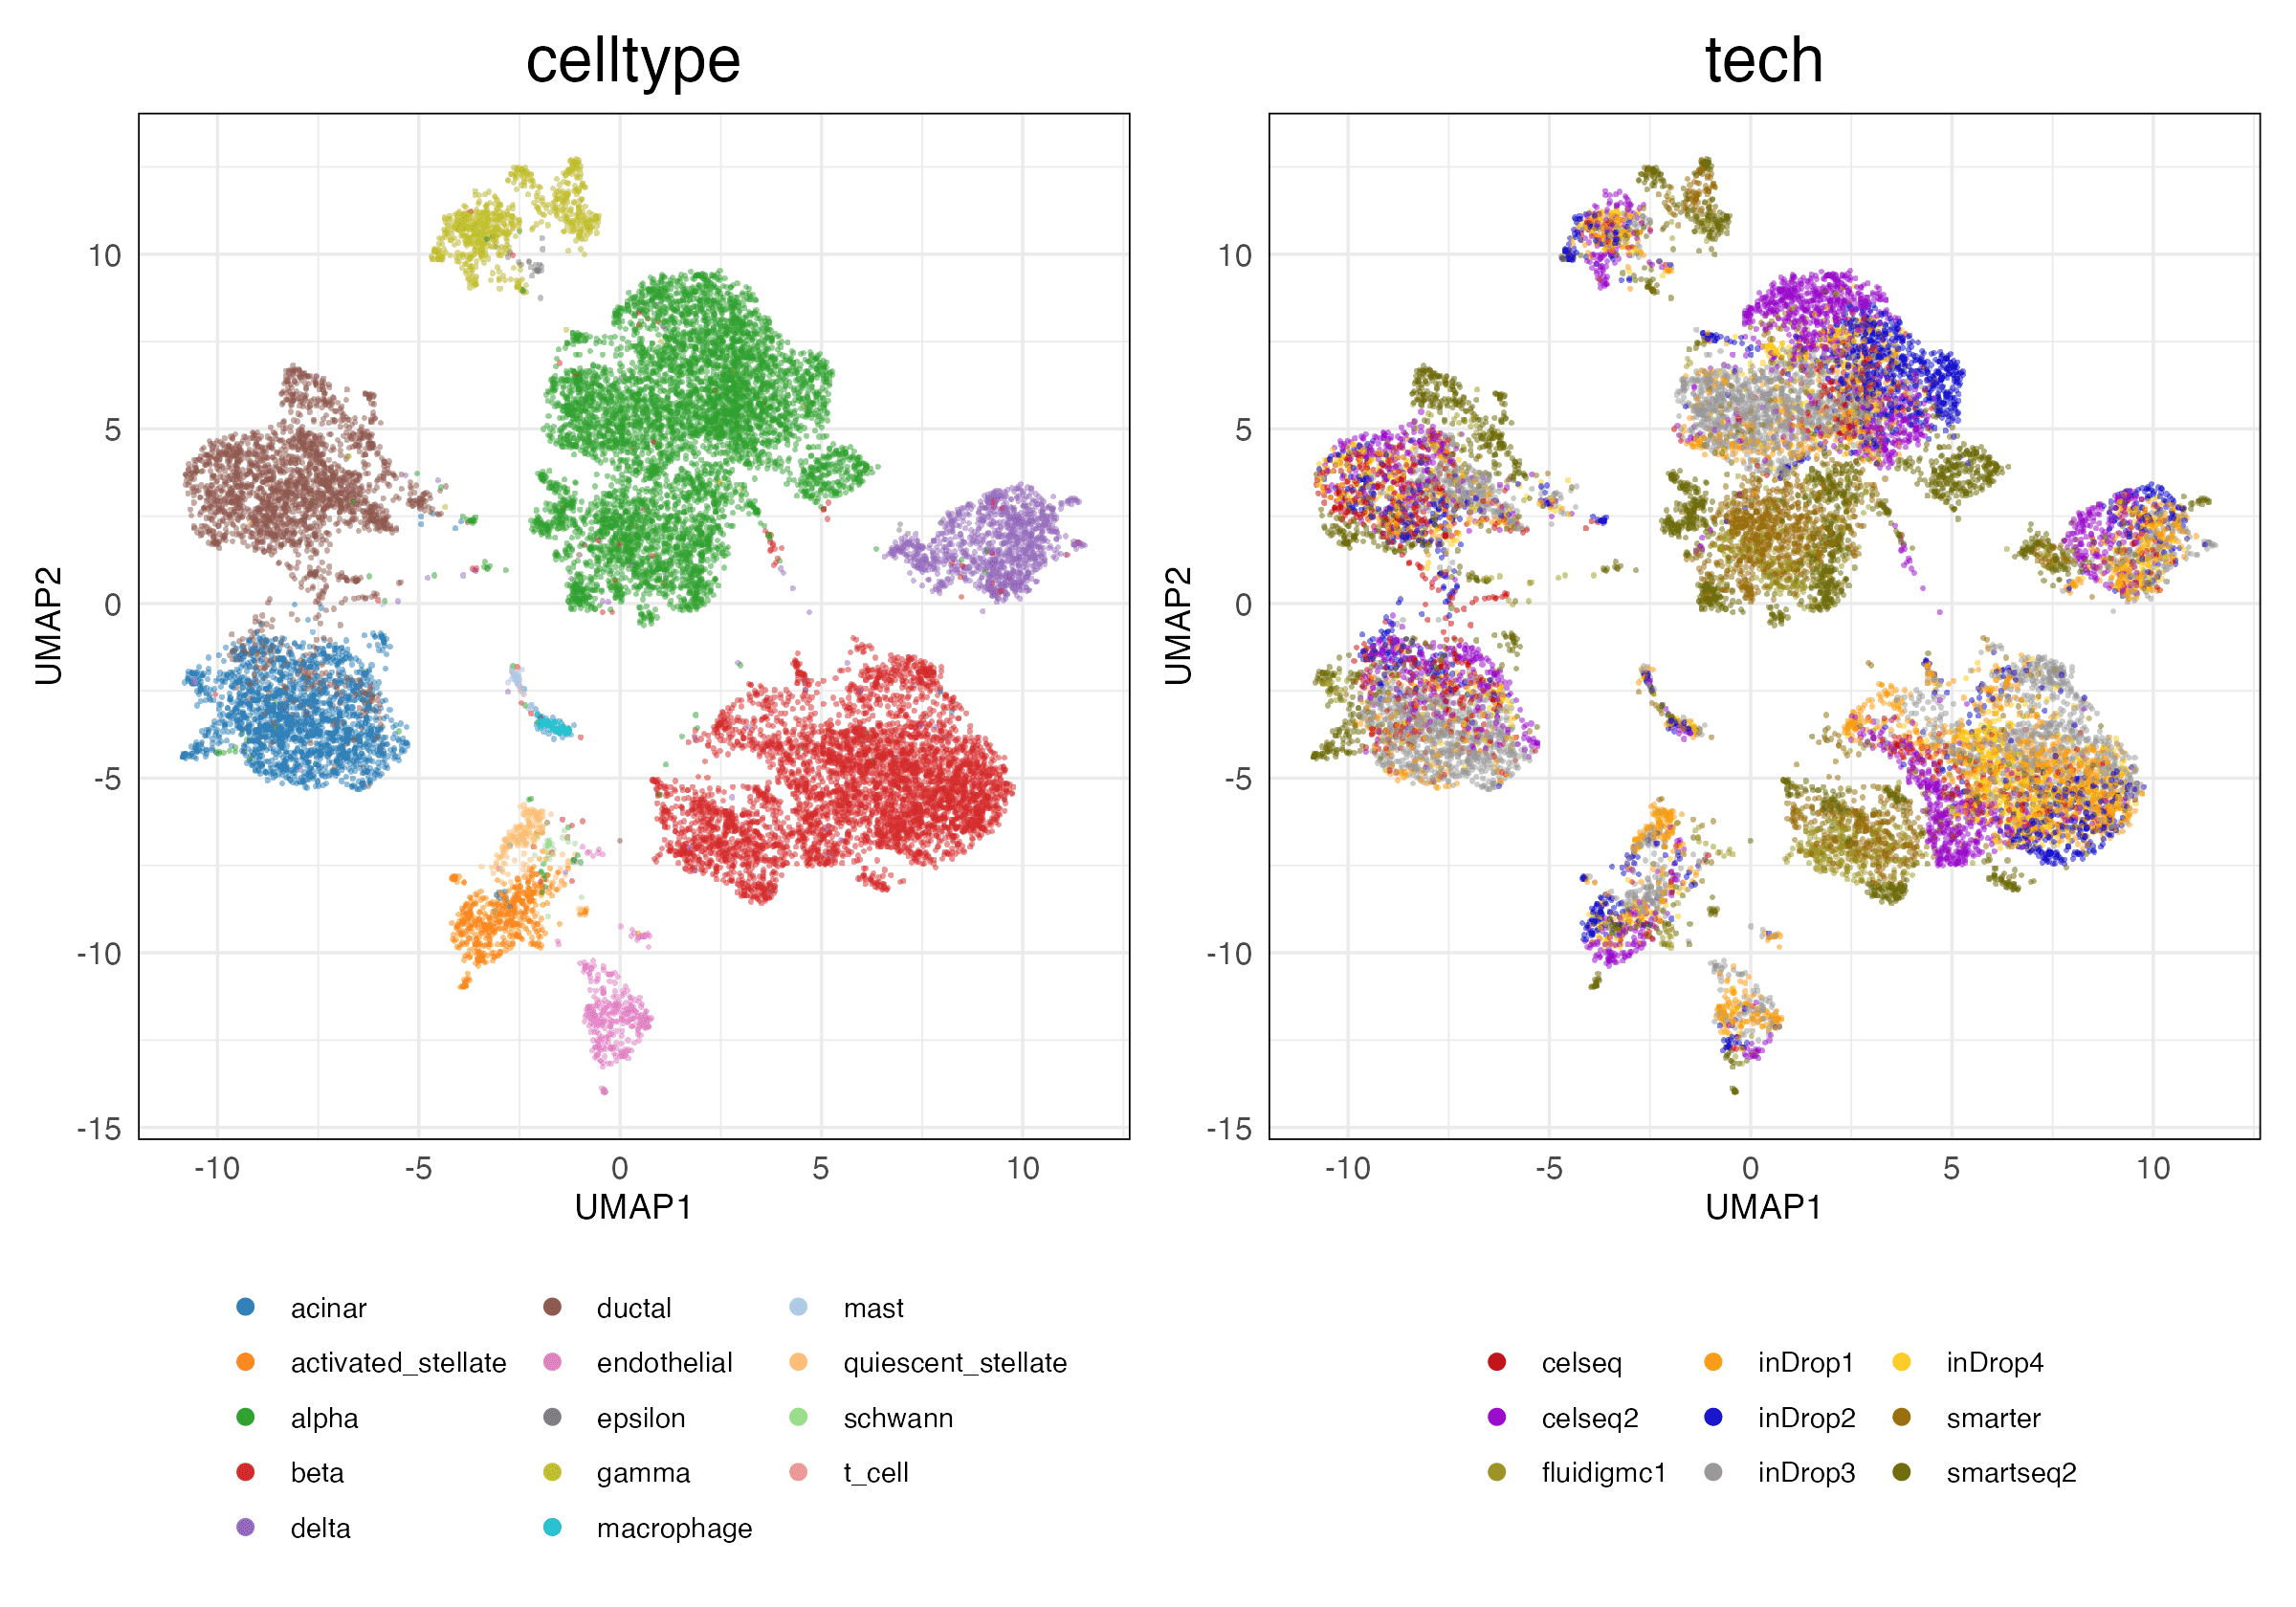 celltype
tech
10
5
0
-5
-10
-15
UMAP2
-10 -5 0 5 10
UMAP1
10
5
0
-5
-10
-15
UMAP2
-10 -5 0 5 10
UMAP1
acinar
activated_stellate
alpha
beta
delta
ductal
endothelial
epsilon
gamma
macrophage
mast
quiescent_stellate
schwann
t_cell
celseq
celseq2
fluidigmc1
inDrop1
inDrop2
inDrop3
inDrop4
smarter
smartseq2